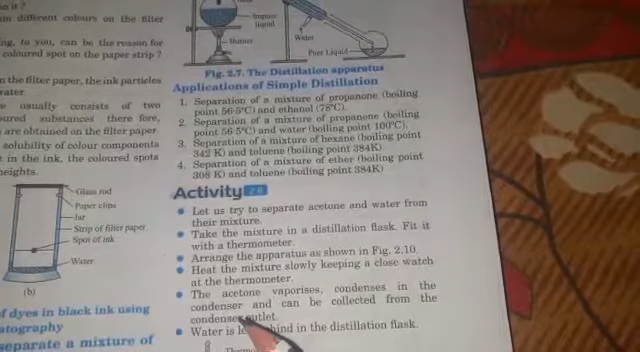 on it ?
in different colours on the filter
ng, to you, can be the reason for
coloured spot on the paper strip ?
n the filter paper, the ink particles
water
usually consists of two
oured substances there fore,
are obtained on the filter paper
solubility of colour components
t in the ink, the coloured spots
heights.
Glass rod
Paper clips
Jar
Strip of filter paper
Spot of ink
Water
(b)
f dyes in black ink using
atography
separate a mixture of
Impure
liquid
Burner
Water
Pure Liquid
Fig. 2.7. The Distillation apparatus
Applications of Simple Distillation
1. Separation of a mixture of propanone (boiling
point 56·5°C) and ethanol (78°C).
2. Separation of a mixture of propanone (boiling
point 56·5°C) and water (boiling point 100°C).
3. Separation of a mixture of hexane (boiling point
342 K) and toluene (boiling point 384K)
4. Separation of a mixture of ether (boiling point
308 K) and toluene (boiling point 384K)
Activity
• Let us try to separate acetone and water from
their mixture.
• Take the mixture in a distillation flask. Fit it
with a thermometer.
• Arrange the apparatus as shown in Fig. 2.10.
• Heat the mixture slowly keeping a close watch
at the thermometer.
• The acetone vaporises, condenses in the
condenser and can be collected from the
condenser outlet.
• Water is behind in the distillation flask.